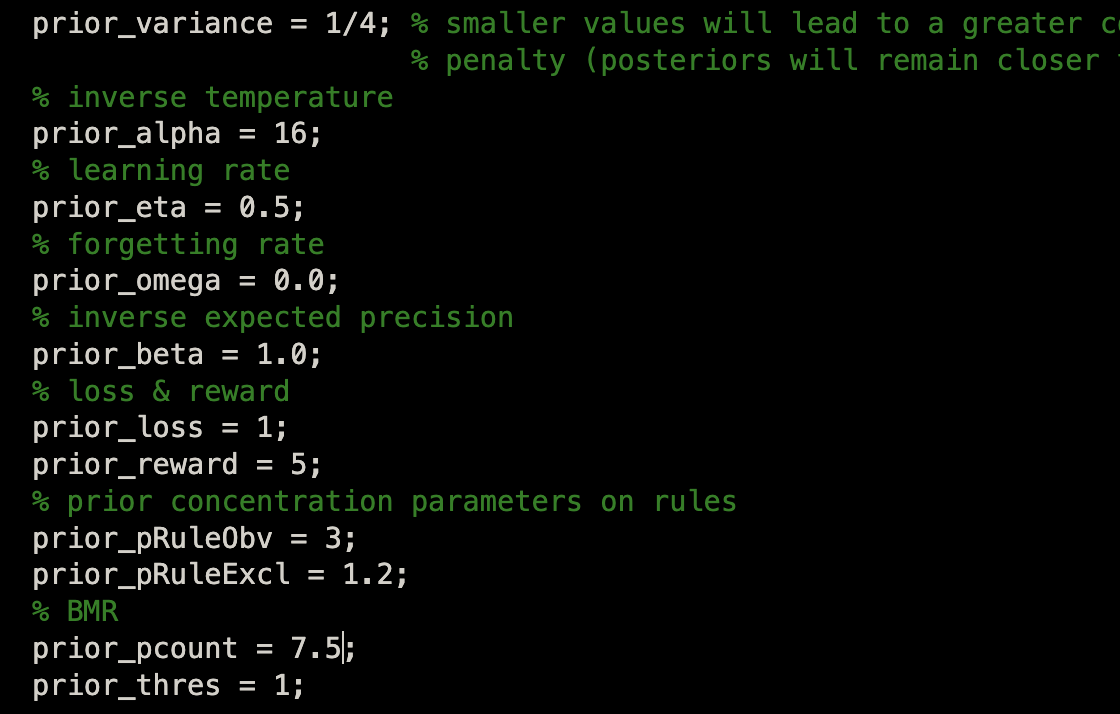 prior_variance = 1/4; % smaller values will lead to a greater
% penalty (posteriors will remain closer
% inverse temperature
prior_alpha = 16;
% learning rate
prior_eta = 0.5;
% forgetting rate
prior_omega = 0.0;
% inverse expected precision
prior_beta = 1.0;
% loss & reward
prior_loss = 1;
prior_reward = 5;
% prior concentration parameters on rules
prior_pRuleObv = 3;
prior_pRuleExcl = 1.2;
% BMR
prior_pcount = 7.5;
prior_thres = 1;